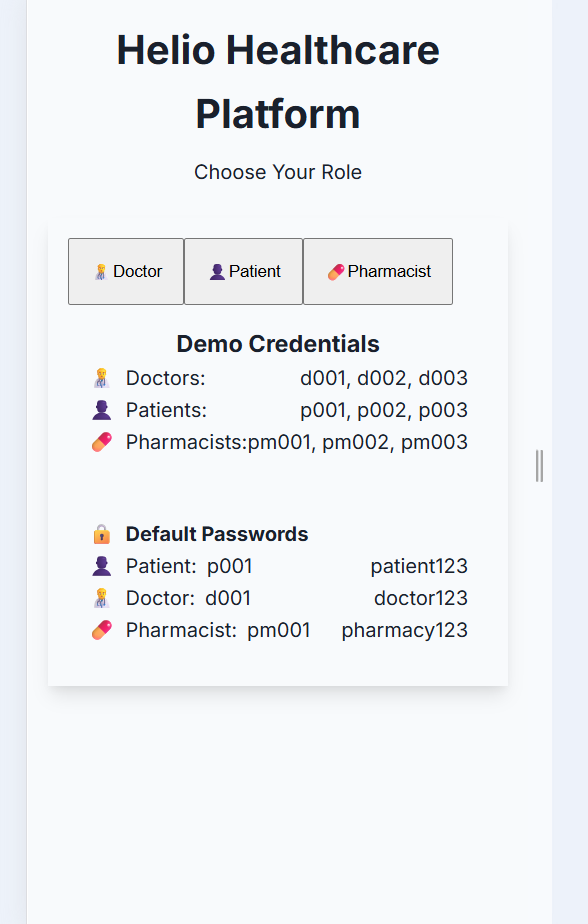 Helio Healthcare
Platform
Choose Your Role
Doctor Patient Pharmacist
Demo Credentials
Doctors: d001, d002, d003
Patients: p001, p002, p003
Pharmacists:pm001, pm002, pm003
Default Passwords
Patient: p001 patient123
Doctor: d001 doctor123
Pharmacist: pm001 pharmacy123